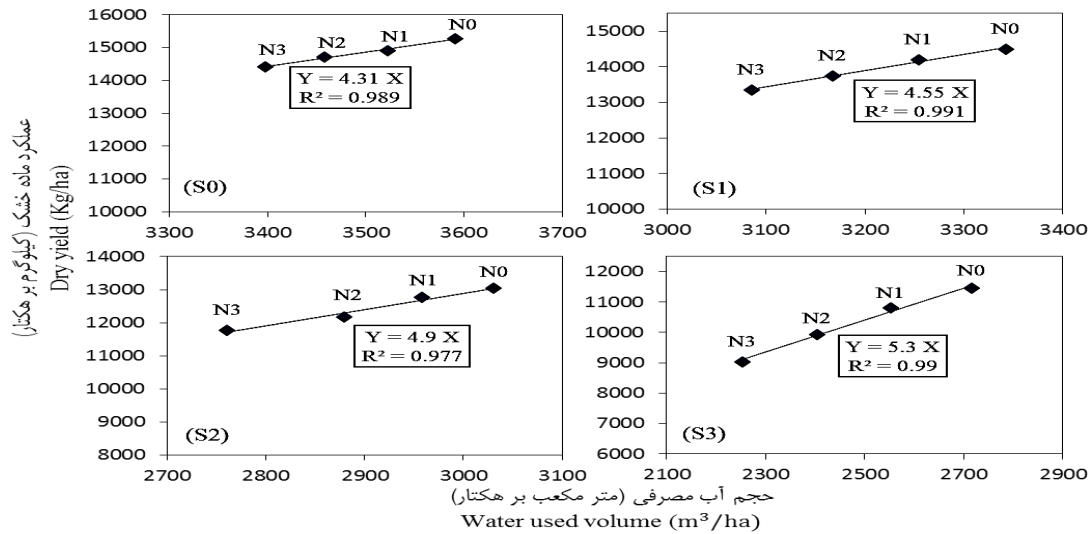 عملکرد ماده خشک (کیلوگرم بر هکتار)
Dry yield (Kg/ha)
16000
15000
14000
13000
12000
11000
10000
N3 N2 N1 N0
Y = 4.31 X
R² = 0.989
(S0)
3300 3400 3500 3600 3700
15000
14000
13000
12000
11000
10000
N3 N2 N1 N0
Y = 4.55 X
R² = 0.991
(S1)
3000 3100 3200 3300 3400
14000
13000
12000
11000
10000
9000
8000
N3 N2 N1 N0
Y = 4.9 X
R² = 0.977
(S2)
2700 2800 2900 3000 3100
12000
11000
10000
9000
8000
7000
6000
N3 N2 N1 N0
Y = 5.3 X
R² = 0.99
(S3)
2100 2300 2500 2700 2900
حجم آب مصرفی (متر مکعب بر هکتار)
Water used volume (m³/ha)